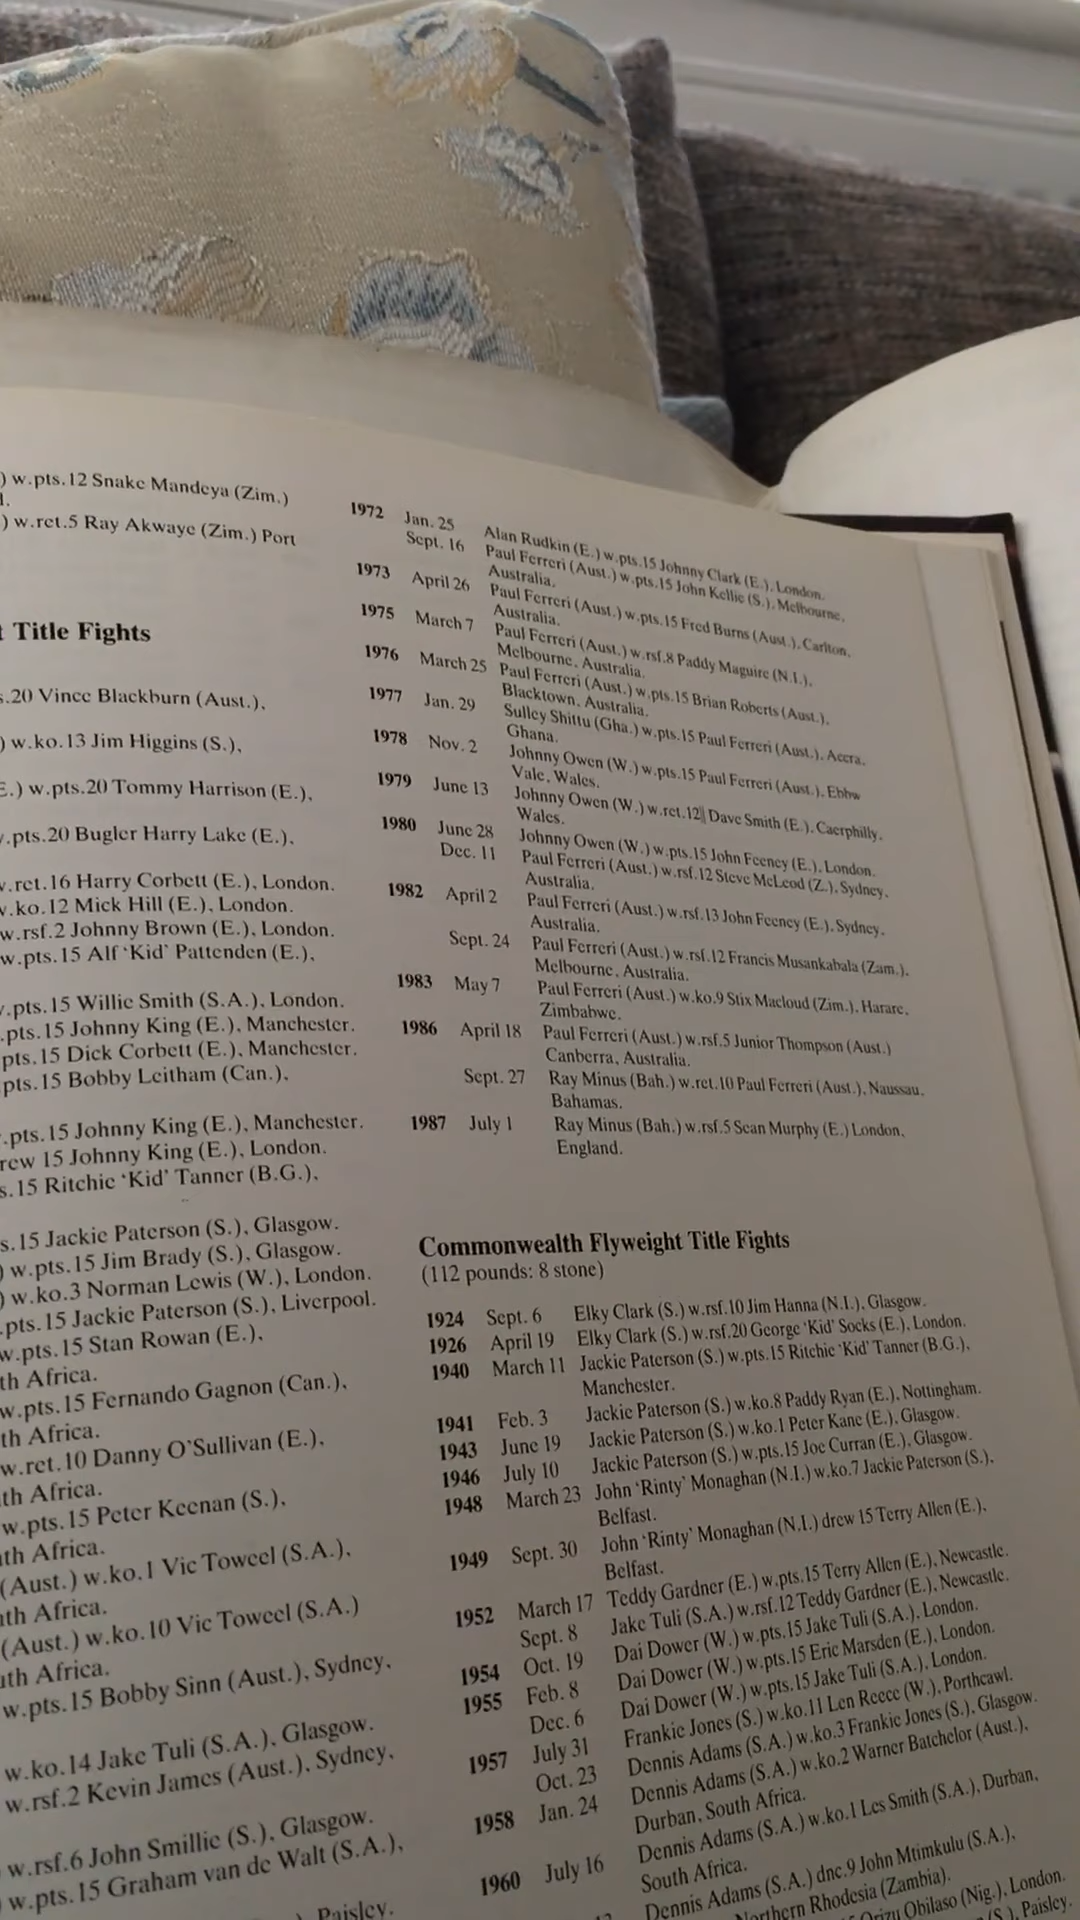 ) w.pts.12 Snake Mandeya (Zim.)
) w.ret.5 Ray Akwaye (Zim.) Port
t Title Fights
s.20 Vince Blackburn (Aust.),
) w.ko.13 Jim Higgins (S.),
E.) w.pts.20 Tommy Harrison (E.),
.pts.20 Bugler Harry Lake (E.),
v.ret.16 Harry Corbett (E.), London.
v.ko.12 Mick Hill (E.), London.
w.rsf.2 Johnny Brown (E.), London.
w.pts.15 Alf 'Kid' Pattenden (E.),
.pts.15 Willie Smith (S.A.), London.
.pts.15 Johnny King (E.), Manchester.
pts.15 Dick Corbett (E.), Manchester.
pts.15 Bobby Leitham (Can.),
.pts.15 Johnny King (E.), Manchester.
rew 15 Johnny King (E.), London.
s.15 Ritchie 'Kid' Tanner (B.G.),
s.15 Jackie Paterson (S.), Glasgow.
) w.pts.15 Jim Brady (S.), Glasgow.
) w.ko.3 Norman Lewis (W.), London.
.pts.15 Jackie Paterson (S.), Liverpool.
w.pts.15 Stan Rowan (E.),
th Africa.
w.pts.15 Fernando Gagnon (Can.),
th Africa.
w.ret.10 Danny O'Sullivan (E.),
th Africa.
w.pts.15 Peter Keenan (S.),
th Africa.
(Aust.) w.ko.1 Vic Toweel (S.A.),
th Africa.
(Aust.) w.ko.10 Vic Toweel (S.A.)
th Africa.
w.pts.15 Bobby Sinn (Aust.), Sydney,
w.ko.14 Jake Tuli (S.A.), Glasgow.
w.rsf.2 Kevin James (Aust.), Sydney,
w.rsf.6 John Smillie (S.), Glasgow.
w.pts.15 Graham van de Walt (S.A.),
), Paisley.
1972 Jan. 25 Alan Rudkin (E.) w.pts.15 Johnny Clark (E.), London.
Sept. 16 Paul Ferreri (Aust.) w.pts.15 John Kellie (S.), Melbourne,
Australia.
1973 April 26 Paul Ferreri (Aust.) w.pts.15 Fred Burns (Aust.), Carlton,
Australia.
1975 March 7 Paul Ferreri (Aust.) w.rsf.8 Paddy Maguire (N.I.),
Melbourne, Australia.
1976 March 25 Paul Ferreri (Aust.) w.pts.15 Brian Roberts (Aust.),
Blacktown, Australia.
1977 Jan. 29 Sulley Shittu (Gha.) w.pts.15 Paul Ferreri (Aust.), Accra,
Ghana.
1978 Nov. 2 Johnny Owen (W.) w.pts.15 Paul Ferreri (Aust.), Ebbw
Vale, Wales.
1979 June 13 Johnny Owen (W.) w.ret.12|| Dave Smith (E.), Caerphilly,
Wales.
1980 June 28 Johnny Owen (W.) w.pts.15 John Feeney (E.), London.
Dec. 11 Paul Ferreri (Aust.) w.rsf.12 Steve McLeod (Z.), Sydney,
Australia.
1982 April 2 Paul Ferreri (Aust.) w.rsf.13 John Feeney (E.), Sydney,
Australia.
Sept. 24 Paul Ferreri (Aust.) w.rsf.12 Francis Musankabala (Zam.),
Melbourne, Australia.
1983 May 7 Paul Ferreri (Aust.) w.ko.9 Stix Macloud (Zim.), Harare,
Zimbabwe.
1986 April 18 Paul Ferreri (Aust.) w.rsf.5 Junior Thompson (Aust.)
Canberra, Australia.
Sept. 27 Ray Minus (Bah.) w.ret.10 Paul Ferreri (Aust.), Naussau,
Bahamas.
1987 July 1 Ray Minus (Bah.) w.rsf.5 Sean Murphy (E.) London,
England.
Commonwealth Flyweight Title Fights
(112 pounds: 8 stone)
1924 Sept. 6 Elky Clark (S.) w.rsf.10 Jim Hanna (N.I.), Glasgow.
1926 April 19 Elky Clark (S.) w.rsf.20 George 'Kid' Socks (E.), London.
1940 March 11 Jackie Paterson (S.) w.pts.15 Ritchie 'Kid' Tanner (B.G.),
Manchester.
1941 Feb. 3 Jackie Paterson (S.) w.ko.8 Paddy Ryan (E.), Nottingham.
1943 June 19 Jackie Paterson (S.) w.ko.1 Peter Kane (E.), Glasgow.
1946 July 10 Jackie Paterson (S.) w.pts.15 Joe Curran (E.), Glasgow.
1948 March 23 John 'Rinty' Monaghan (N.I.) w.ko.7 Jackie Paterson (S.),
Belfast.
1949 Sept. 30 John 'Rinty' Monaghan (N.I.) drew 15 Terry Allen (E.),
Belfast.
1952 March 17 Teddy Gardner (E.) w.pts.15 Terry Allen (E.), Newcastle.
Sept. 8 Jake Tuli (S.A.) w.rsf.12 Teddy Gardner (E.), Newcastle.
1954 Oct. 19 Dai Dower (W.) w.pts.15 Jake Tuli (S.A.), London.
1955 Feb. 8 Dai Dower (W.) w.pts.15 Eric Marsden (E.), London.
Dec. 6 Dai Dower (W.) w.pts.15 Jake Tuli (S.A.), London.
1957 July 31 Frankie Jones (S.) w.ko.11 Len Reece (W.), Porthcawl.
Oct. 23 Dennis Adams (S.A.) w.ko.3 Frankie Jones (S.), Glasgow.
1958 Jan. 24 Dennis Adams (S.A.) w.ko.2 Warner Batchelor (Aust.),
Durban, South Africa.
1960 July 16 Dennis Adams (S.A.) w.ko.1 Les Smith (S.A.), Durban,
South Africa.
Dennis Adams (S.A.) dnc.9 John Mtimkulu (S.A.),
Northern Rhodesia (Zambia).
Orizu Obilaso (Nig.), London.
(S.), Paisley.